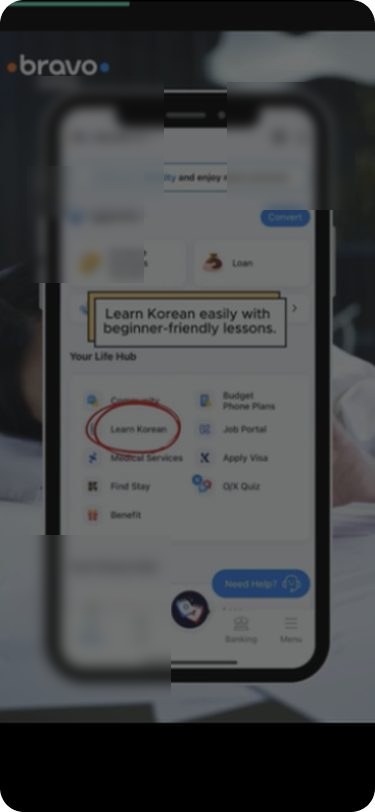 bravo
ity and enjoy
Convert
Loan
Learn Korean easily with
beginner-friendly lessons.
Your Life Hub
Community
Budget
Phone Plans
Learn Korean
Job Portal
Medical Services
Apply Visa
Find Stay
O/X Quiz
Benefit
Need Help?
Banking
Menu